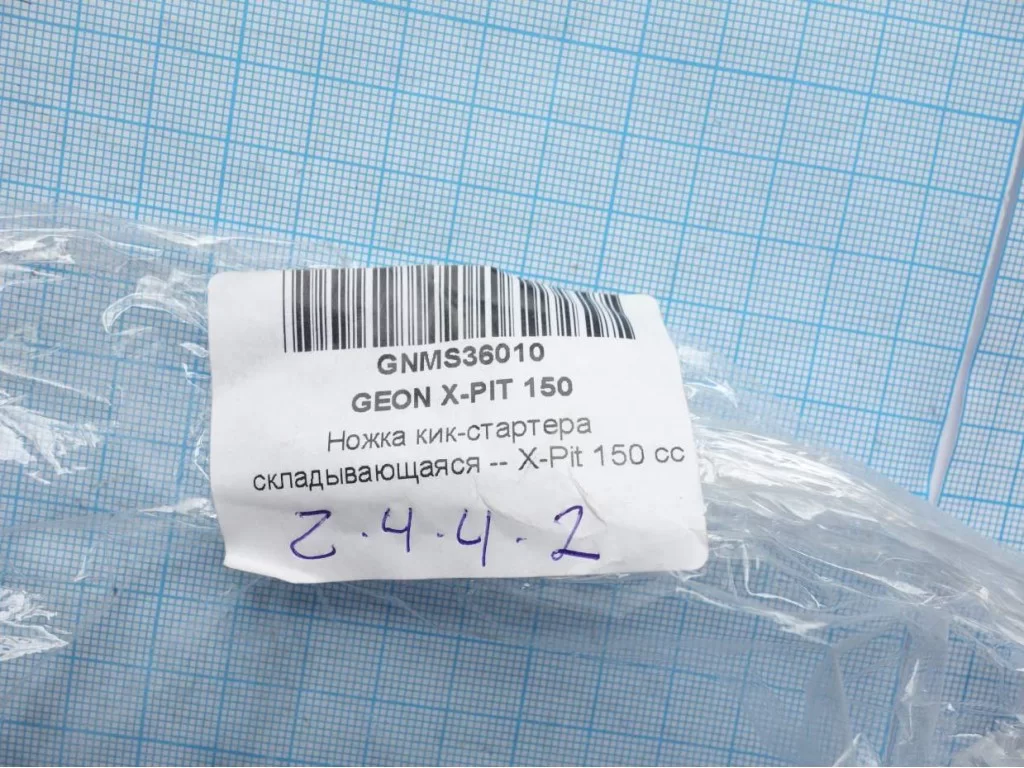 GNMS36010
GEON X-PIT 150
Ножка кик-стартера
складывающаяся -- X-Pit 150 cc
2.4.4.2